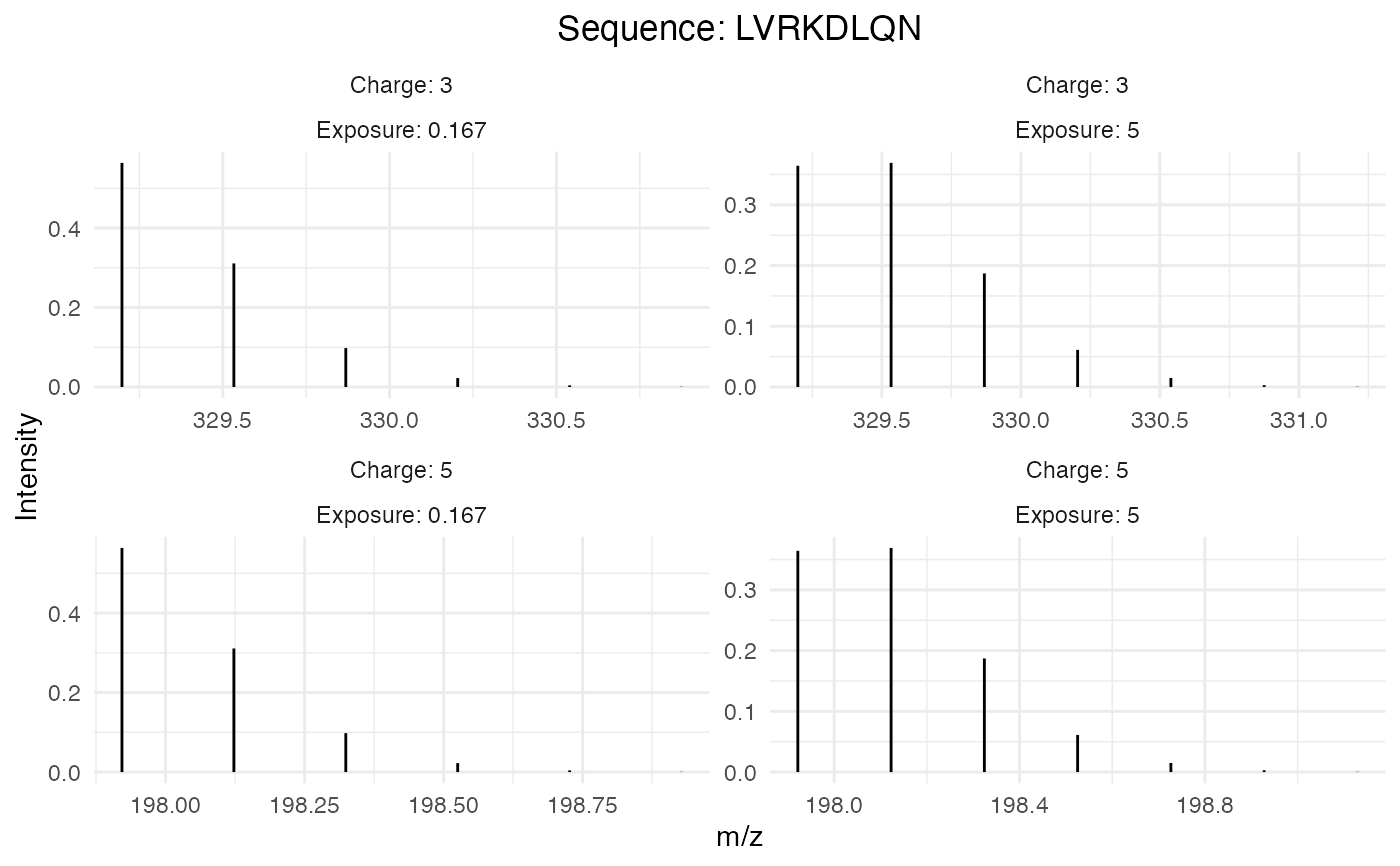 Sequence: LVRKDLQN
Charge: 3
Exposure: 0.167
Charge: 3
Exposure: 5
0.4
0.2
0.0
329.5 330.0 330.5
0.3
0.2
0.1
0.0
329.5 330.0 330.5 331.0
Intensity
Charge: 5
Exposure: 0.167
Charge: 5
Exposure: 5
0.4
0.2
0.0
198.00 198.25 198.50 198.75
0.3
0.2
0.1
0.0
198.0 198.4 198.8
m/z